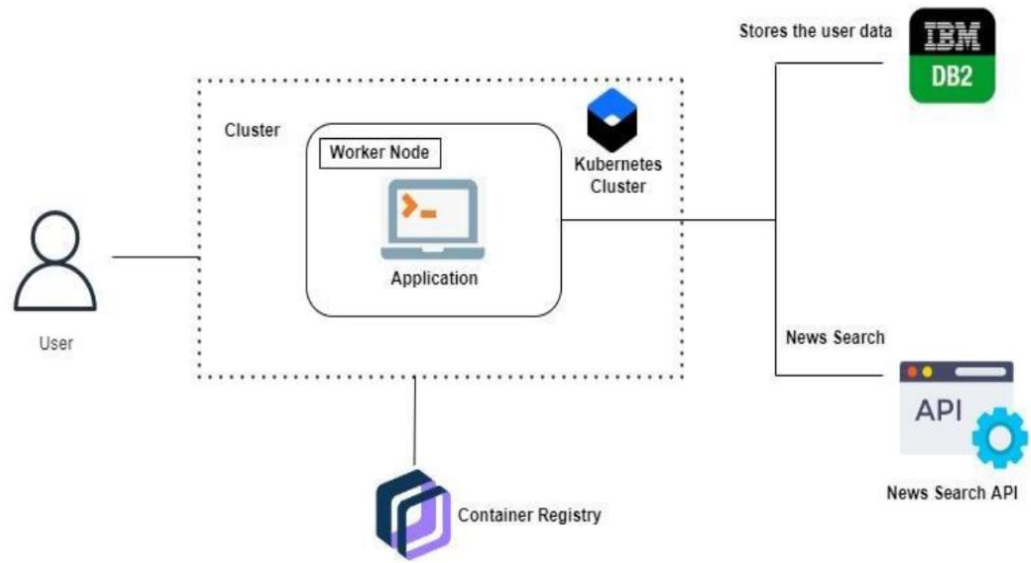 Stores the user data
IBM
DB2
Cluster
Worker Node
Kubernetes
Cluster
Application
User
News Search
API
News Search API
Container Registry